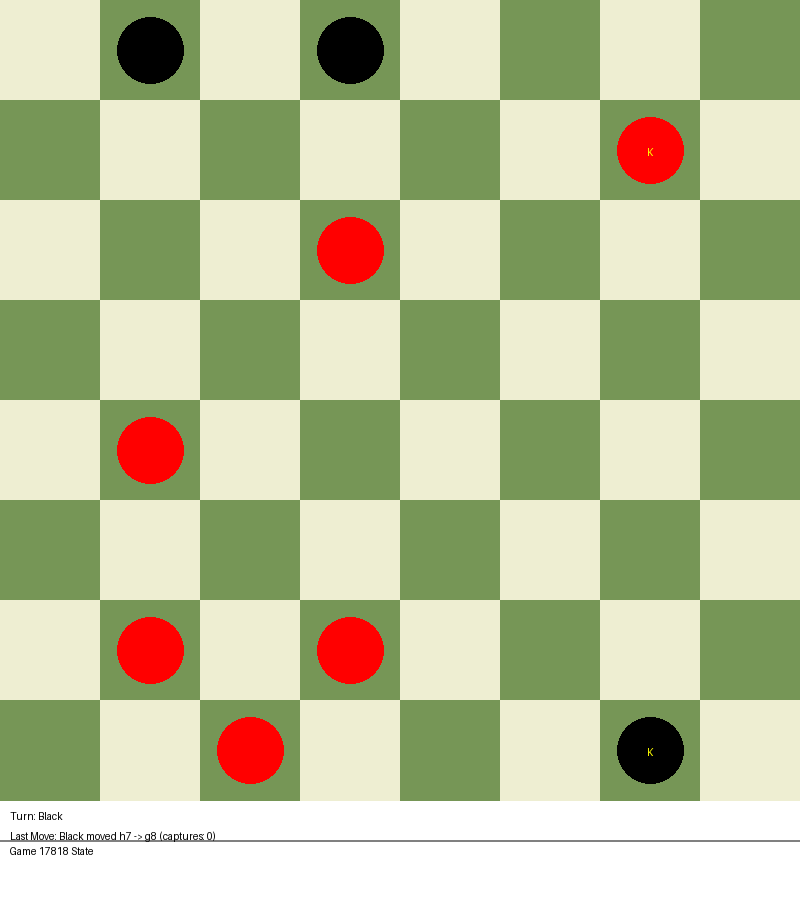 K
K
Turn: Black
Last Move: Black moved h7 -> g8 (captures: 0)
Game 17818 State